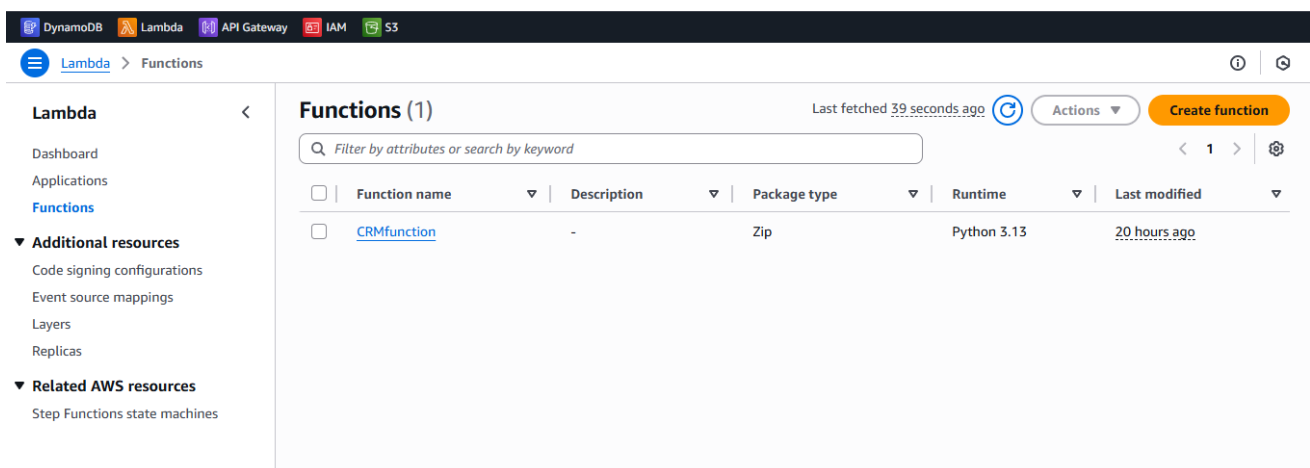 DynamoDB Lambda API Gateway IAM S3
Lambda > Functions
Lambda
Dashboard
Applications
Functions
Additional resources
Code signing configurations
Event source mappings
Layers
Replicas
Related AWS resources
Step Functions state machines
Functions (1)
Last fetched 39 seconds ago
Actions
Create function
Filter by attributes or search by keyword
1
Function name Description Package type Runtime Last modified
CRMfunction - Zip Python 3.13 20 hours ago